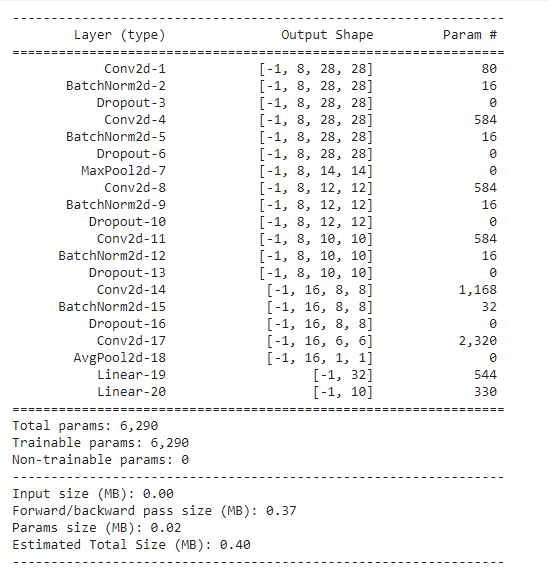 ----------------------------------------------------------------
        Layer (type)               Output Shape         Param #
================================================================
            Conv2d-1            [-1, 8, 28, 28]              80
       BatchNorm2d-2            [-1, 8, 28, 28]              16
           Dropout-3            [-1, 8, 28, 28]               0
            Conv2d-4            [-1, 8, 28, 28]             584
       BatchNorm2d-5            [-1, 8, 28, 28]              16
           Dropout-6            [-1, 8, 28, 28]               0
         MaxPool2d-7            [-1, 8, 14, 14]               0
            Conv2d-8            [-1, 8, 12, 12]             584
       BatchNorm2d-9            [-1, 8, 12, 12]              16
          Dropout-10            [-1, 8, 12, 12]               0
           Conv2d-11            [-1, 8, 10, 10]             584
      BatchNorm2d-12            [-1, 8, 10, 10]              16
          Dropout-13            [-1, 8, 10, 10]               0
           Conv2d-14             [-1, 16, 8, 8]           1,168
      BatchNorm2d-15             [-1, 16, 8, 8]              32
          Dropout-16             [-1, 16, 8, 8]               0
           Conv2d-17             [-1, 16, 6, 6]           2,320
        AvgPool2d-18             [-1, 16, 1, 1]               0
           Linear-19                   [-1, 32]             544
           Linear-20                   [-1, 10]             330
================================================================
Total params: 6,290
Trainable params: 6,290
Non-trainable params: 0
----------------------------------------------------------------
Input size (MB): 0.00
Forward/backward pass size (MB): 0.37
Params size (MB): 0.02
Estimated Total Size (MB): 0.40
----------------------------------------------------------------